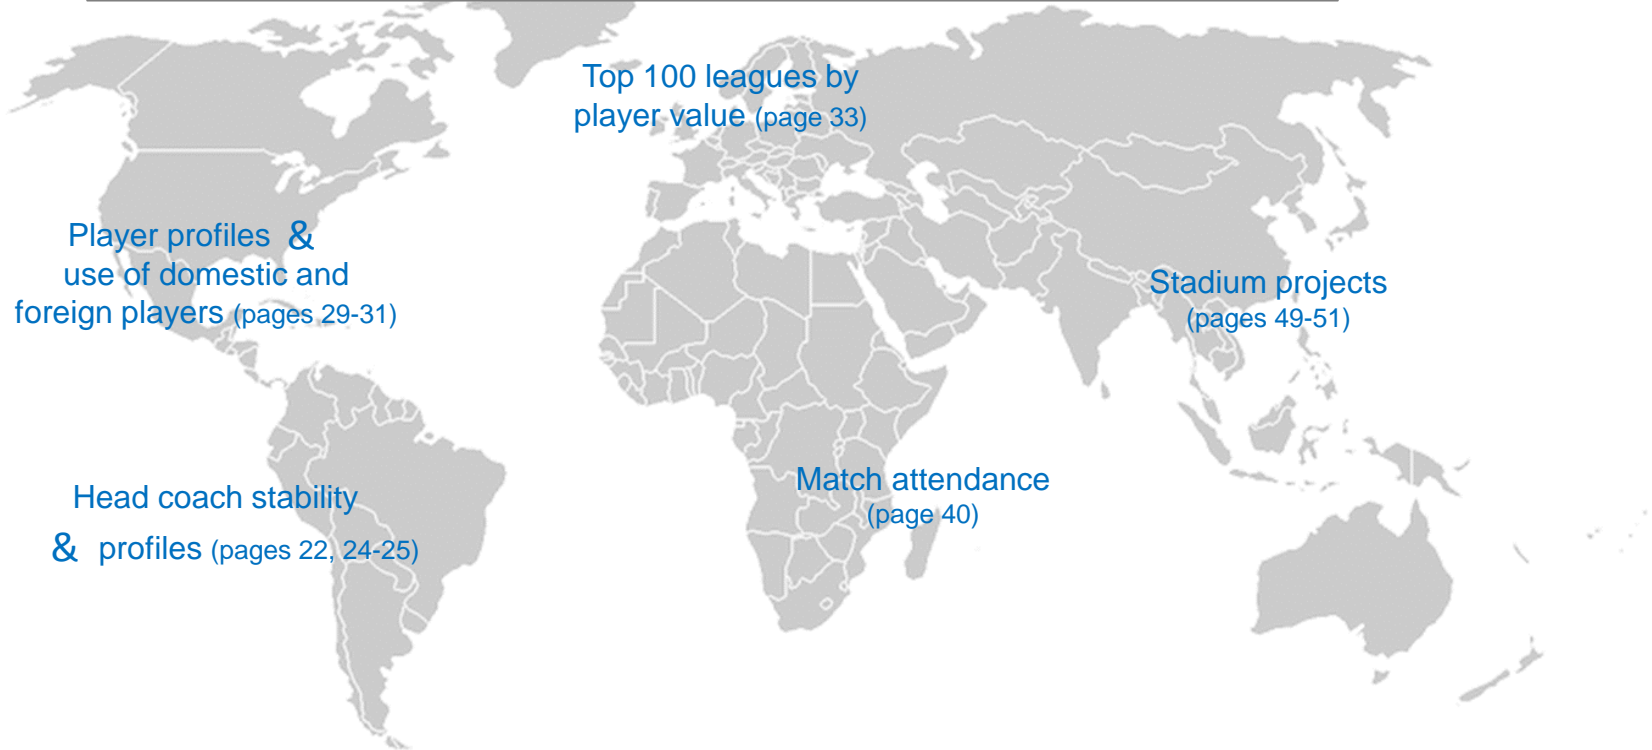 Top 100 leagues by
player value (page 33)
Player profiles &
use of domestic and
foreign players (pages 29-31)
Stadium projects
(pages 49-51)
Head coach stability
& profiles (pages 22, 24-25)
Match attendance
(page 40)